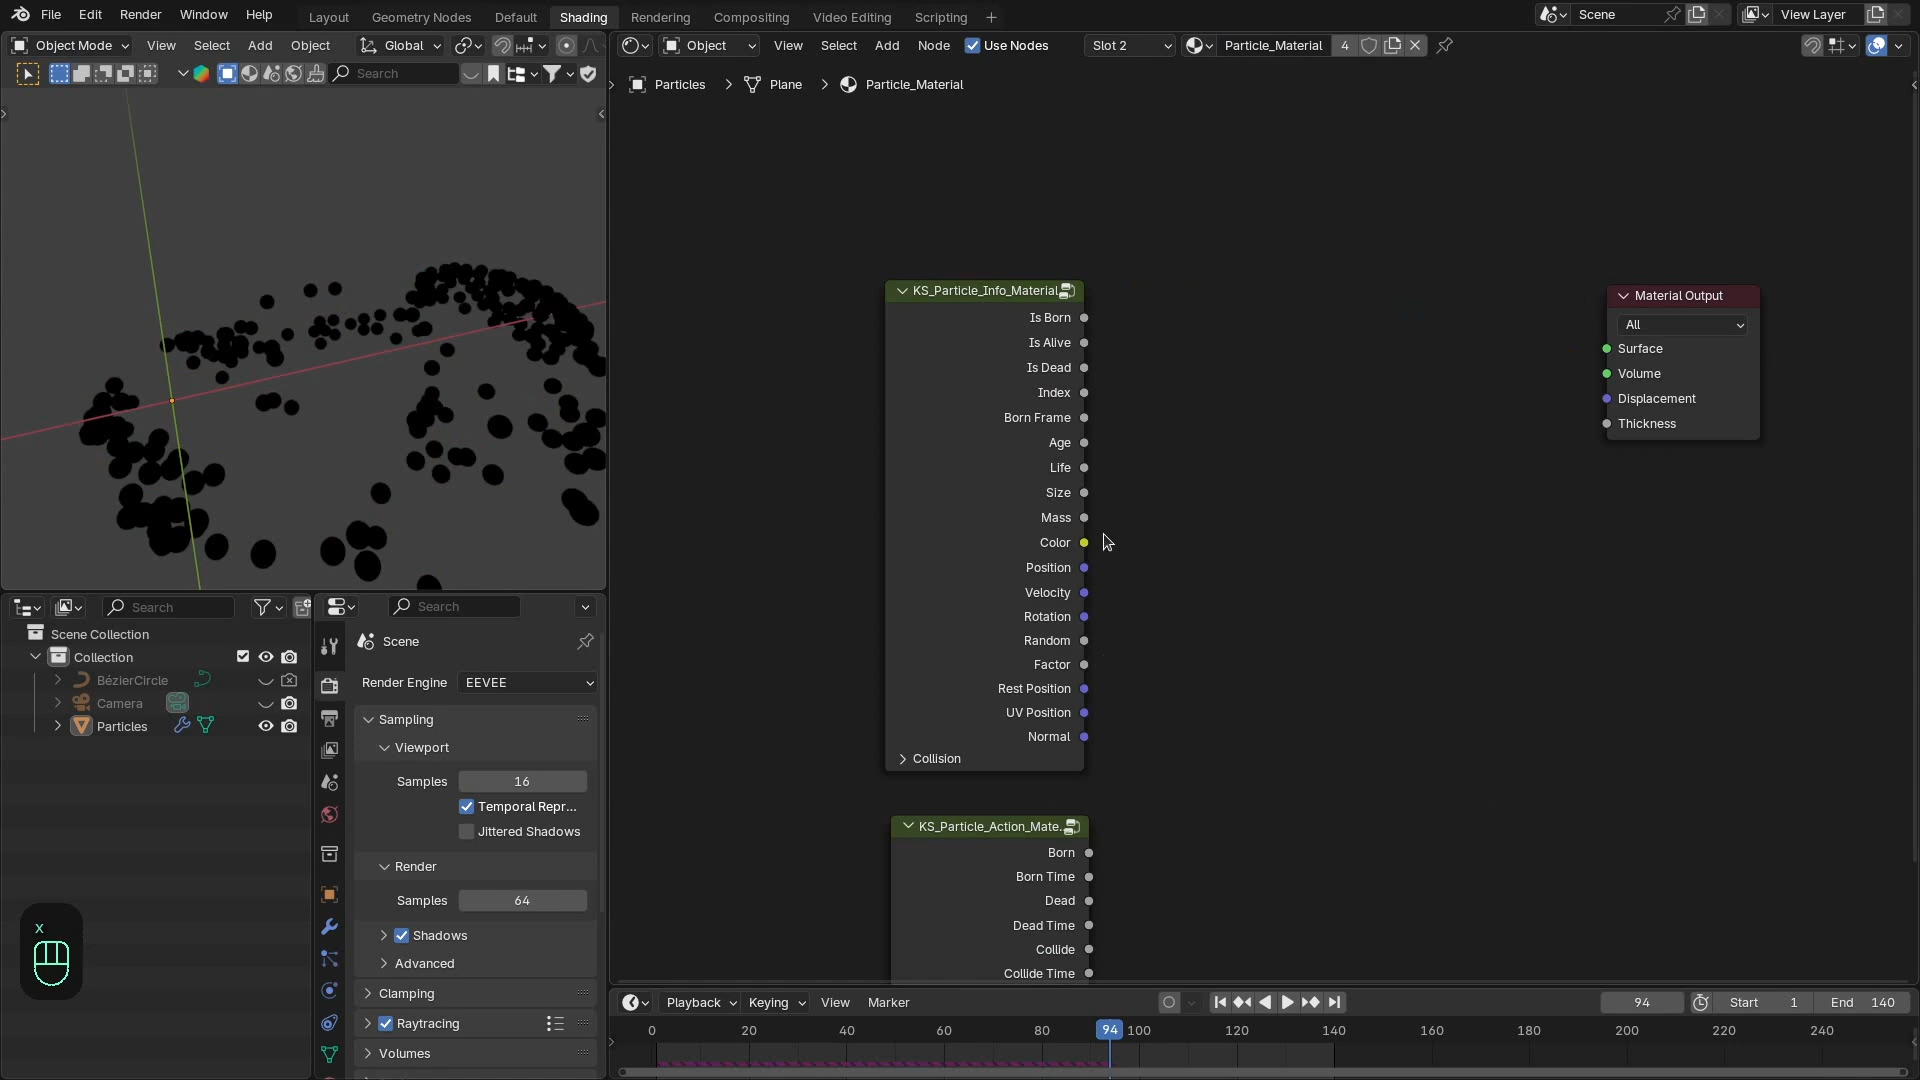 File Edit Render Window Help Layout Geometry Nodes Default Shading Rendering Compositing Video Editing Scripting + Scene View Layer
Object Mode View Select Add Object Global
Object View Select Add Node Use Nodes Slot 2 Particle_Material 4
Search
Particles > Plane > Particle_Material
KS_Particle_Info_Material
Is Born
Is Alive
Is Dead
Index
Born Frame
Age
Life
Size
Mass
Color
Position
Velocity
Rotation
Random
Factor
Rest Position
UV Position
Normal
Collision
Material Output
All
Surface
Volume
Displacement
Thickness
KS_Particle_Action_Mate..
Born
Born Time
Dead
Dead Time
Collide
Collide Time
Search
Scene Collection
Collection
BézierCircle
Camera
Particles
x
Search
Scene
Render Engine EEVEE
Sampling
Viewport
Samples 16
Temporal Repr...
Jittered Shadows
Render
Samples 64
Shadows
Advanced
Clamping
Raytracing
Volumes
Playback Keying View Marker 94 Start 1 End 140
0 20 40 60 80 94 100 120 140 160 180 200 220 240